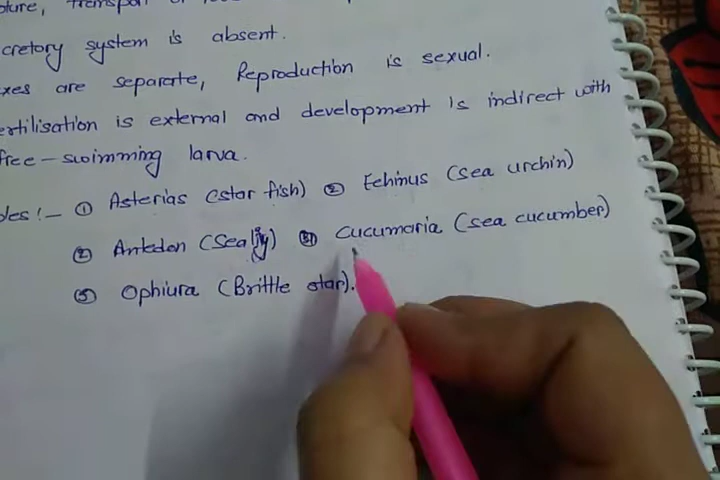 cretory system is absent.
xes are separate, Reproduction is sexual.
ertilisation is external and development is indirect with
free-swimming larva.
ples:- ① Asterias (star fish) ② Echinus (sea urchin)
② Antedon (Sea lily) ④ Cucumaria (sea cucumber)
⑤ Ophiura (Brittle star).